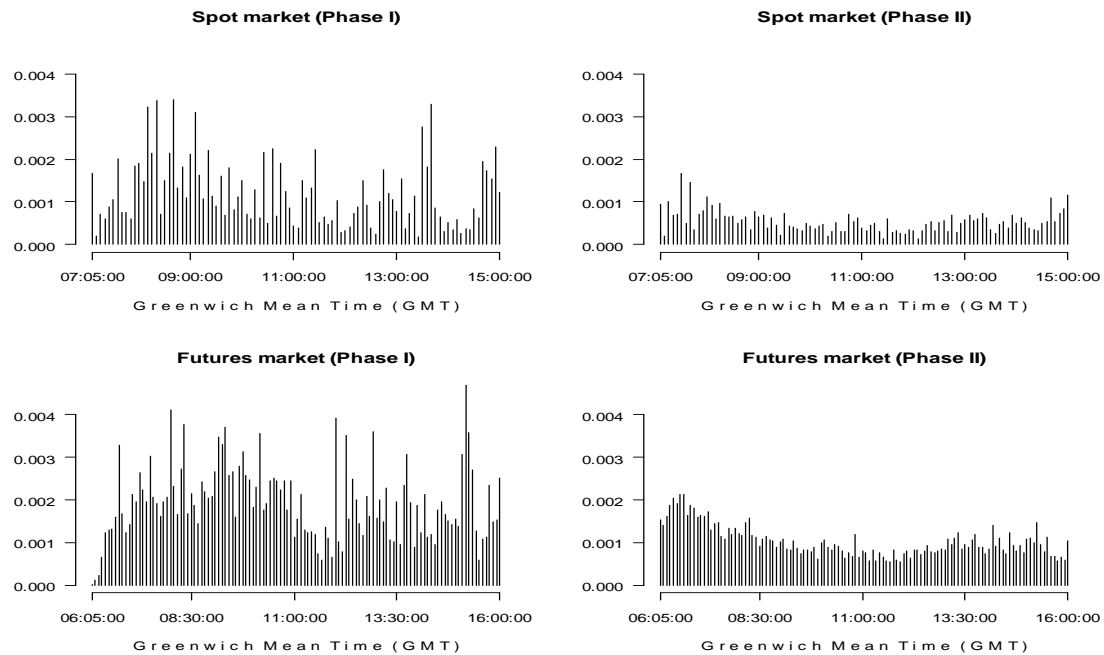 Spot market (Phase I)
0.004
0.003
0.002
0.001
0.000
07:05:00 09:00:00 11:00:00 13:00:00 15:00:00
Greenwich Mean Time (GMT)
Spot market (Phase II)
0.004
0.003
0.002
0.001
0.000
07:05:00 09:00:00 11:00:00 13:00:00 15:00:00
Greenwich Mean Time (GMT)
Futures market (Phase I)
0.004
0.003
0.002
0.001
0.000
06:05:00 08:30:00 11:00:00 13:30:00 16:00:00
Greenwich Mean Time (GMT)
Futures market (Phase II)
0.004
0.003
0.002
0.001
0.000
06:05:00 08:30:00 11:00:00 13:30:00 16:00:00
Greenwich Mean Time (GMT)